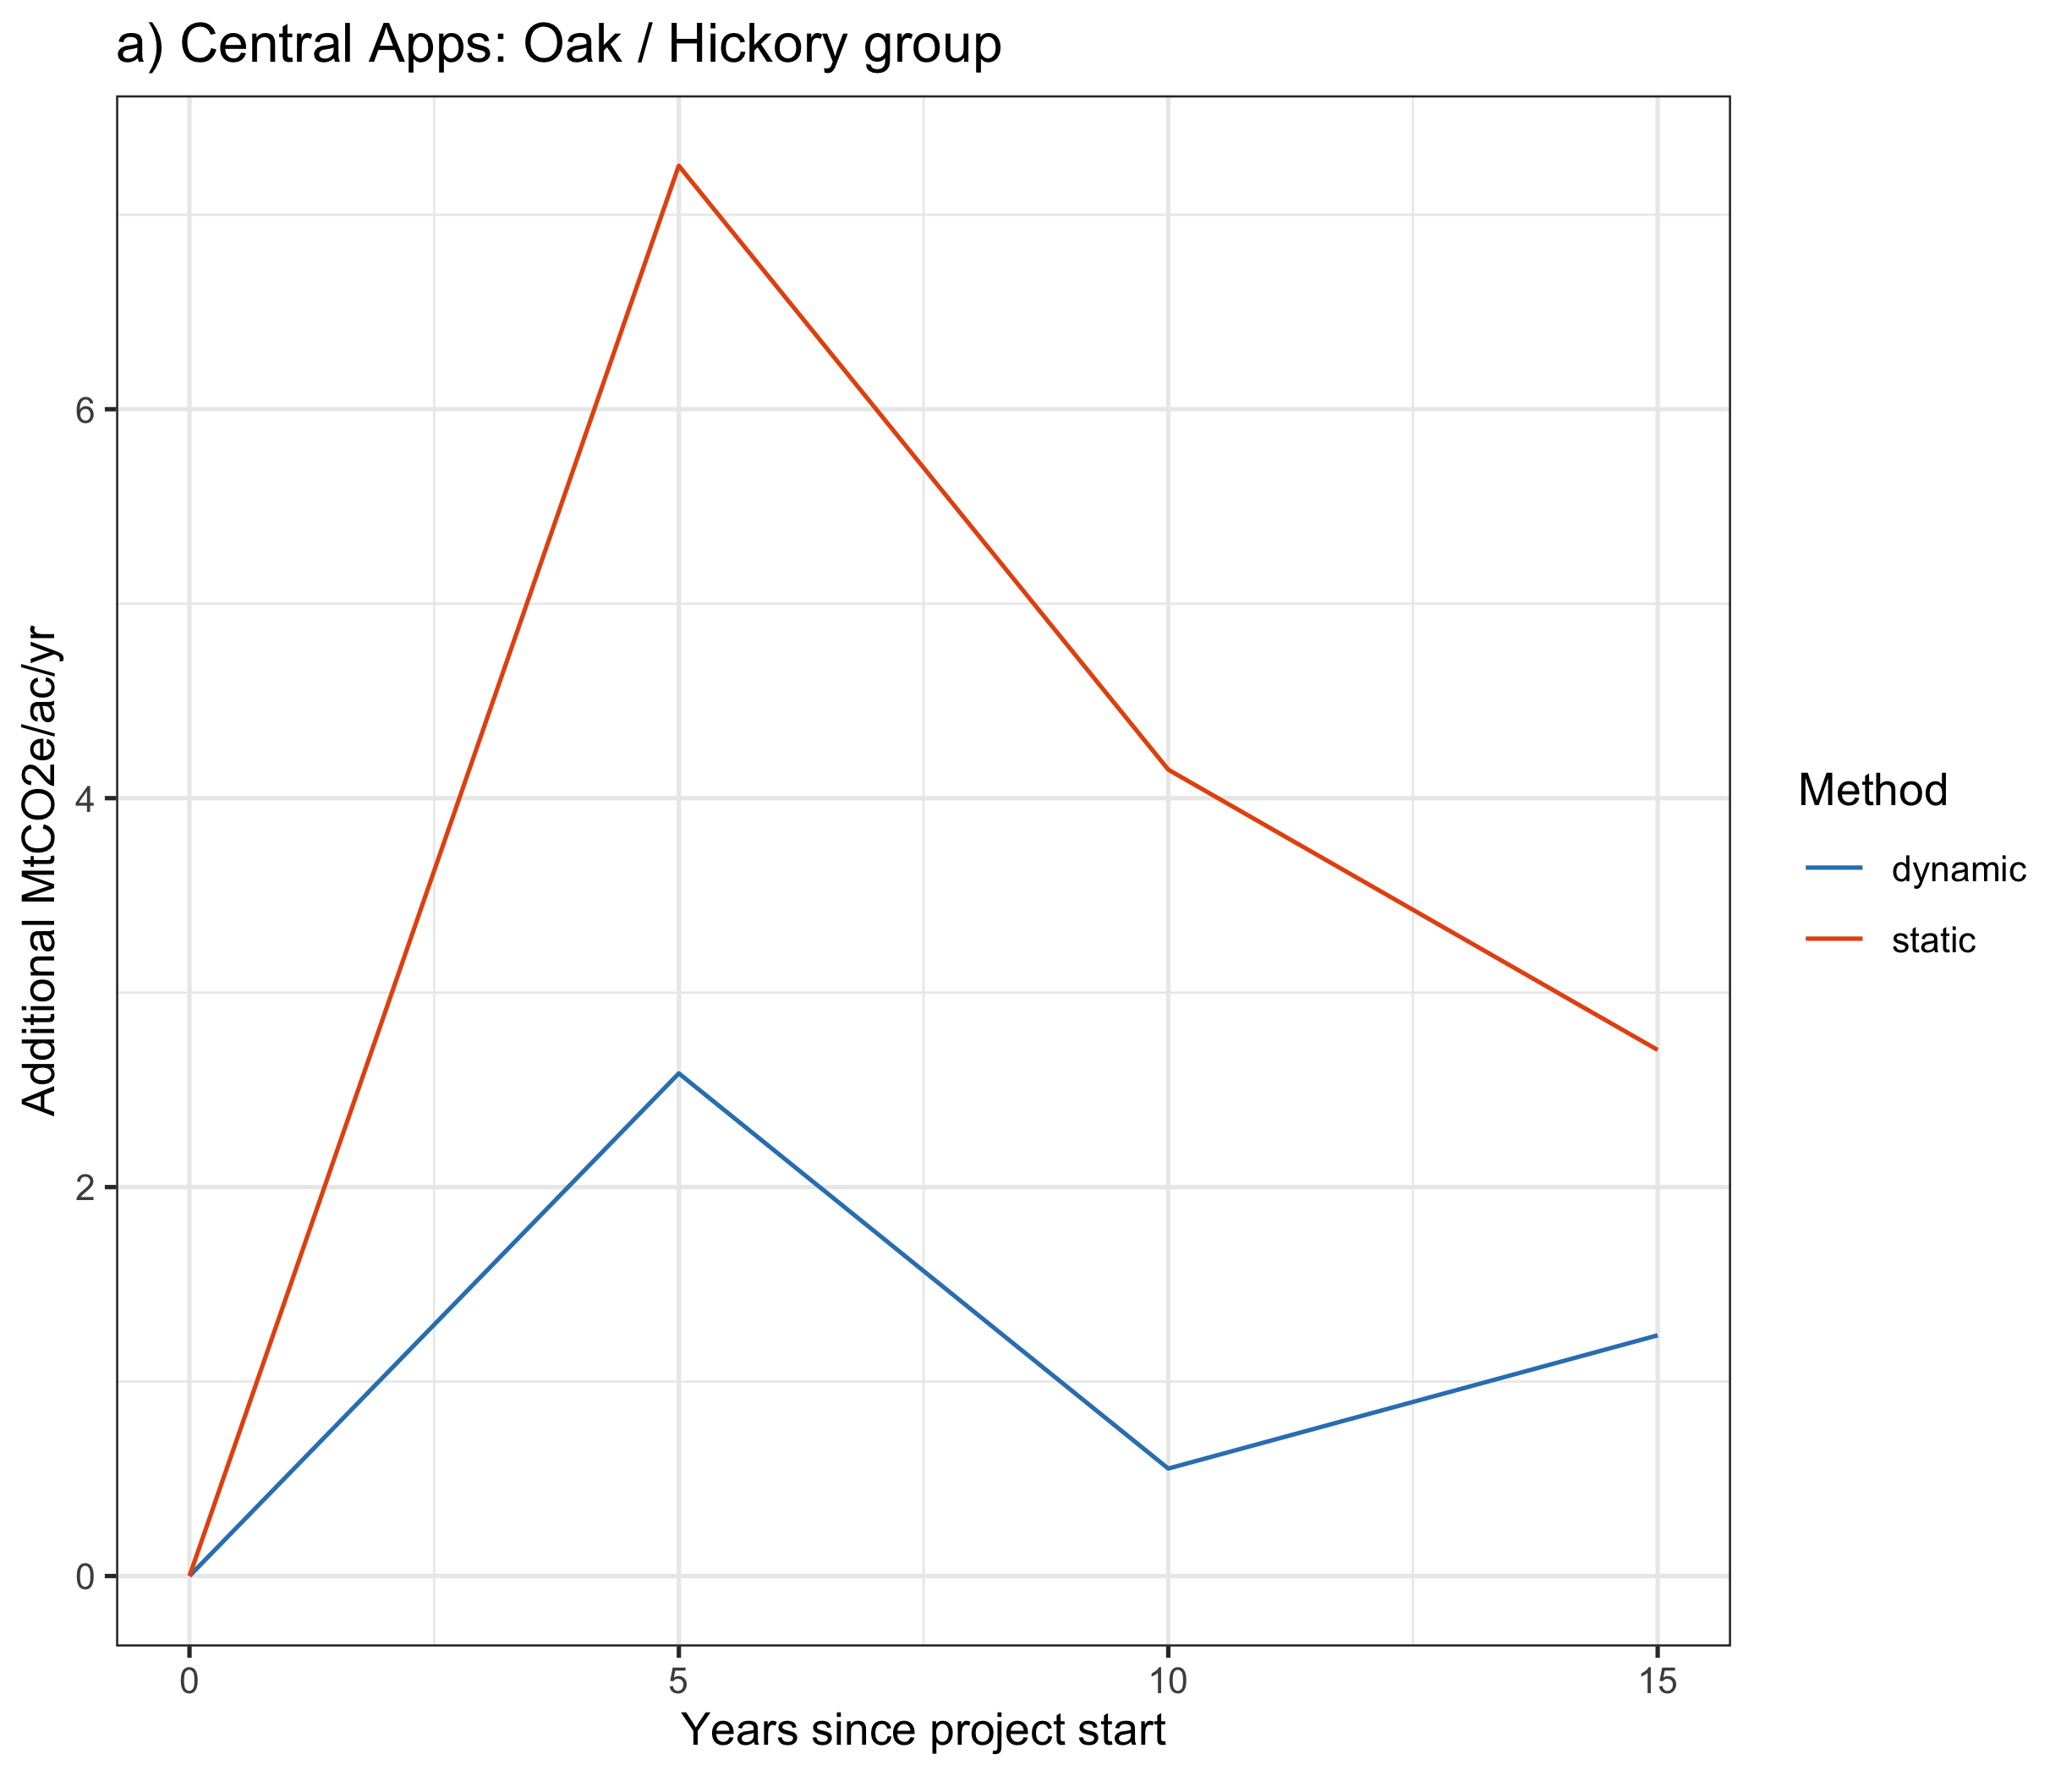 a) Central Apps: Oak / Hickory group
Additional MtCO2e/ac/yr
6
4
2
0
0 5 10 15
Years since project start
Method
dynamic
static